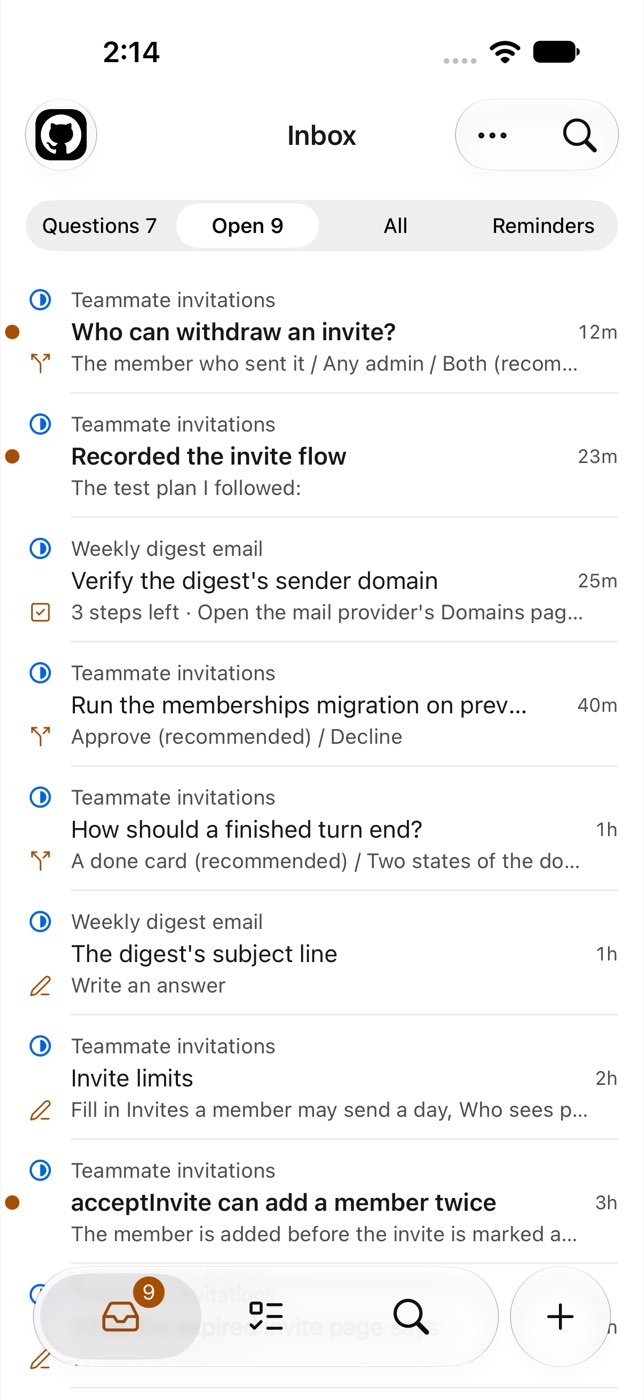 2:14
Inbox
Questions 7
Open 9
All
Reminders
Teammate invitations
Who can withdraw an invite?
12m
The member who sent it / Any admin / Both (recom...
Teammate invitations
Recorded the invite flow
23m
The test plan I followed:
Weekly digest email
Verify the digest's sender domain
25m
3 steps left · Open the mail provider's Domains pag...
Teammate invitations
Run the memberships migration on prev...
40m
Approve (recommended) / Decline
Teammate invitations
How should a finished turn end?
1h
A done card (recommended) / Two states of the do...
Weekly digest email
The digest's subject line
1h
Write an answer
Teammate invitations
Invite limits
2h
Fill in Invites a member may send a day, Who sees p...
Teammate invitations
acceptInvite can add a member twice
3h
The member is added before the invite is marked a...
9
expired invite page says